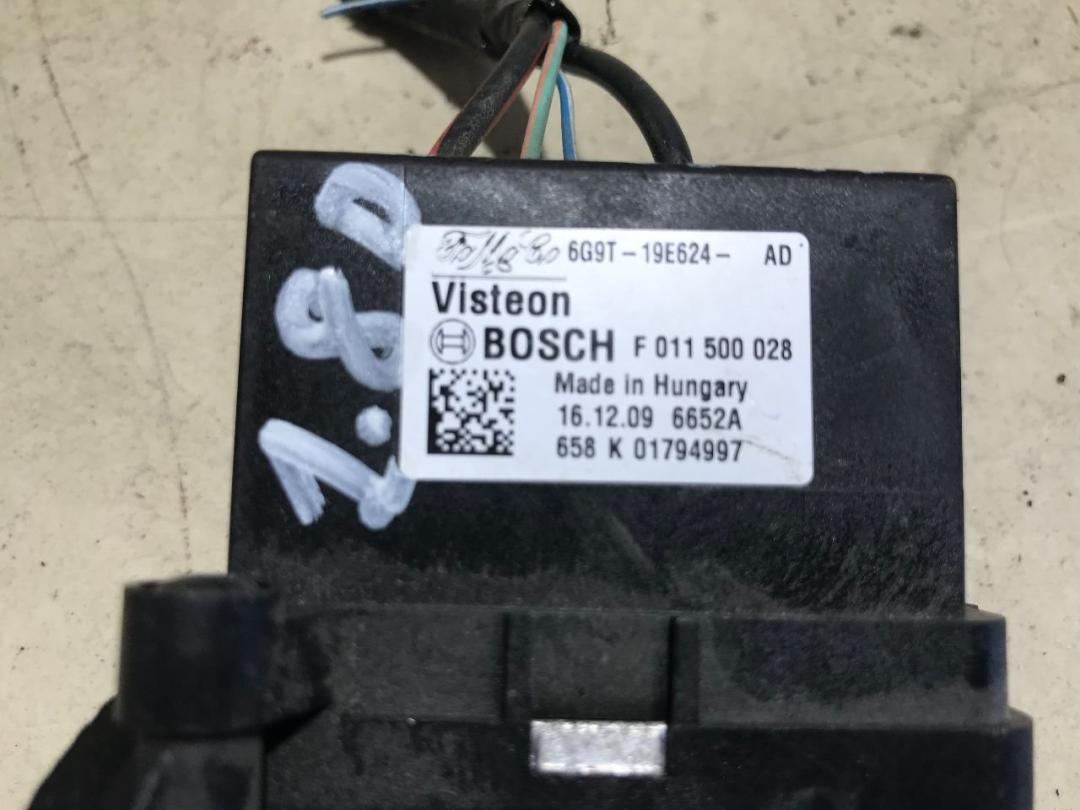 FoMoCo 6G9T-19E624- AD
Visteon
BOSCH F 011 500 028
Made in Hungary
16.12.09 6652A
658 K 01794997
1.8D